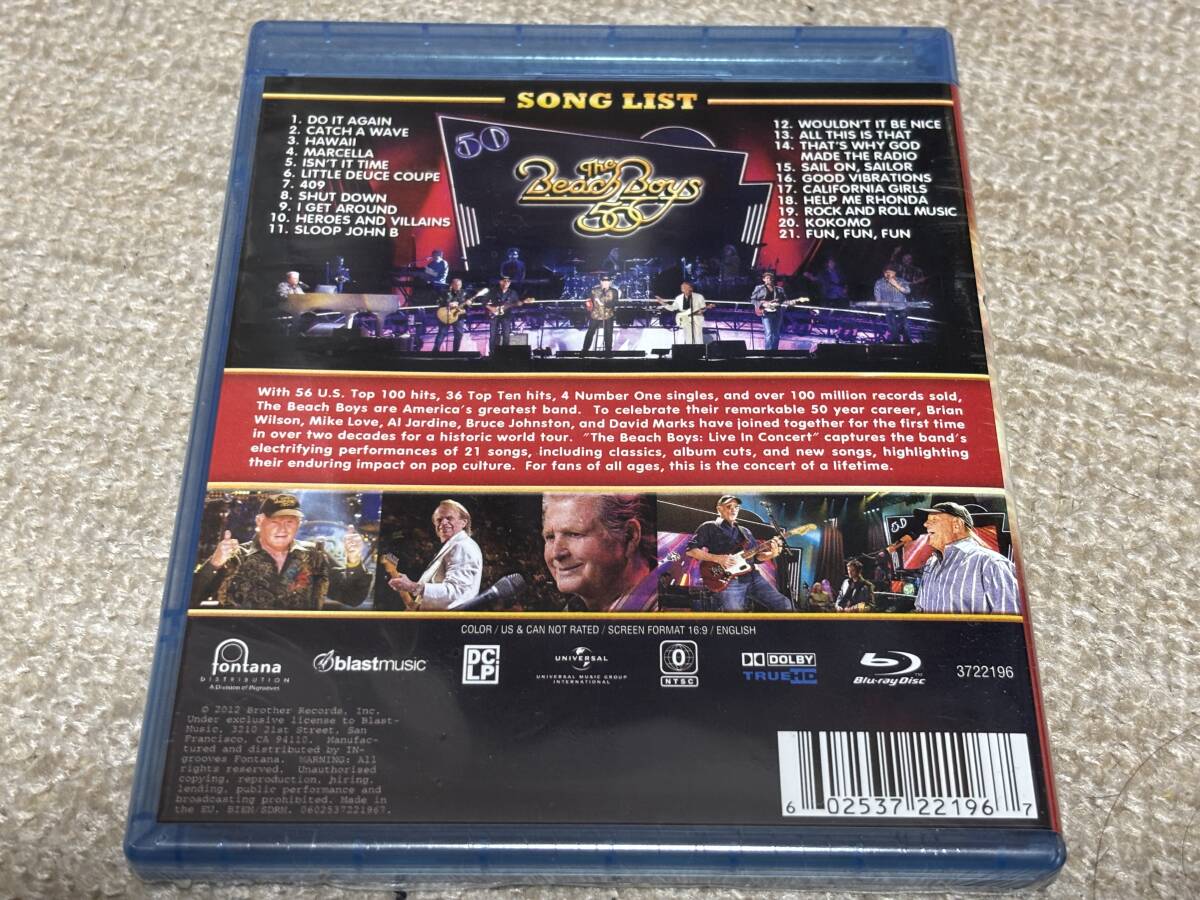 SONG LIST
1. DO IT AGAIN
2. CATCH A WAVE
3. HAWAII
4. MARCELLA
5. ISN'T IT TIME
6. LITTLE DEUCE COUPE
7. 409
8. SHUT DOWN
9. I GET AROUND
10. HEROES AND VILLAINS
11. SLOOP JOHN B
12. WOULDN'T IT BE NICE
13. ALL THIS IS THAT
14. THAT'S WHY GOD
MADE THE RADIO
15. SAIL ON, SAILOR
16. GOOD VIBRATIONS
17. CALIFORNIA GIRLS
18. HELP ME RHONDA
19. ROCK AND ROLL MUSIC
20. KOKOMO
21. FUN, FUN, FUN
50
The
Beach Boys
50
With 56 U.S. Top 100 hits, 36 Top Ten hits, 4 Number One singles, and over 100 million records sold,
The Beach Boys are America's greatest band. To celebrate their remarkable 50 year career, Brian
Wilson, Mike Love, Al Jardine, Bruce Johnston, and David Marks have joined together for the first time
in over two decades for a historic world tour. "The Beach Boys: Live In Concert" captures the band's
electrifying performances of 21 songs, including classics, album cuts, and new songs, highlighting
their enduring impact on pop culture. For fans of all ages, this is the concert of a lifetime.
50
COLOR / US & CAN NOT RATED / SCREEN FORMAT 16:9 / ENGLISH
fontana
DISTRIBUTION
A Division of INgrooves
blastmusic
DC
LP
UNIVERSAL
UNIVERSAL MUSIC GROUP
INTERNATIONAL
0
NTSC
DOLBY
TRUEHD
Blu-ray Disc
TM
3722196
© 2012 Brother Records, Inc.
Under exclusive license to Blast-
Music. 3210 21st Street, San
Francisco, CA 94110. Manufac-
tured and distributed by IN-
grooves Fontana. WARNING: All
rights reserved. Unauthorised
copying, reproduction, hiring,
lending, public performance and
broadcasting prohibited. Made in
the EU. BIEM/SDRM. 0602537221967.
6 02537 22196 7